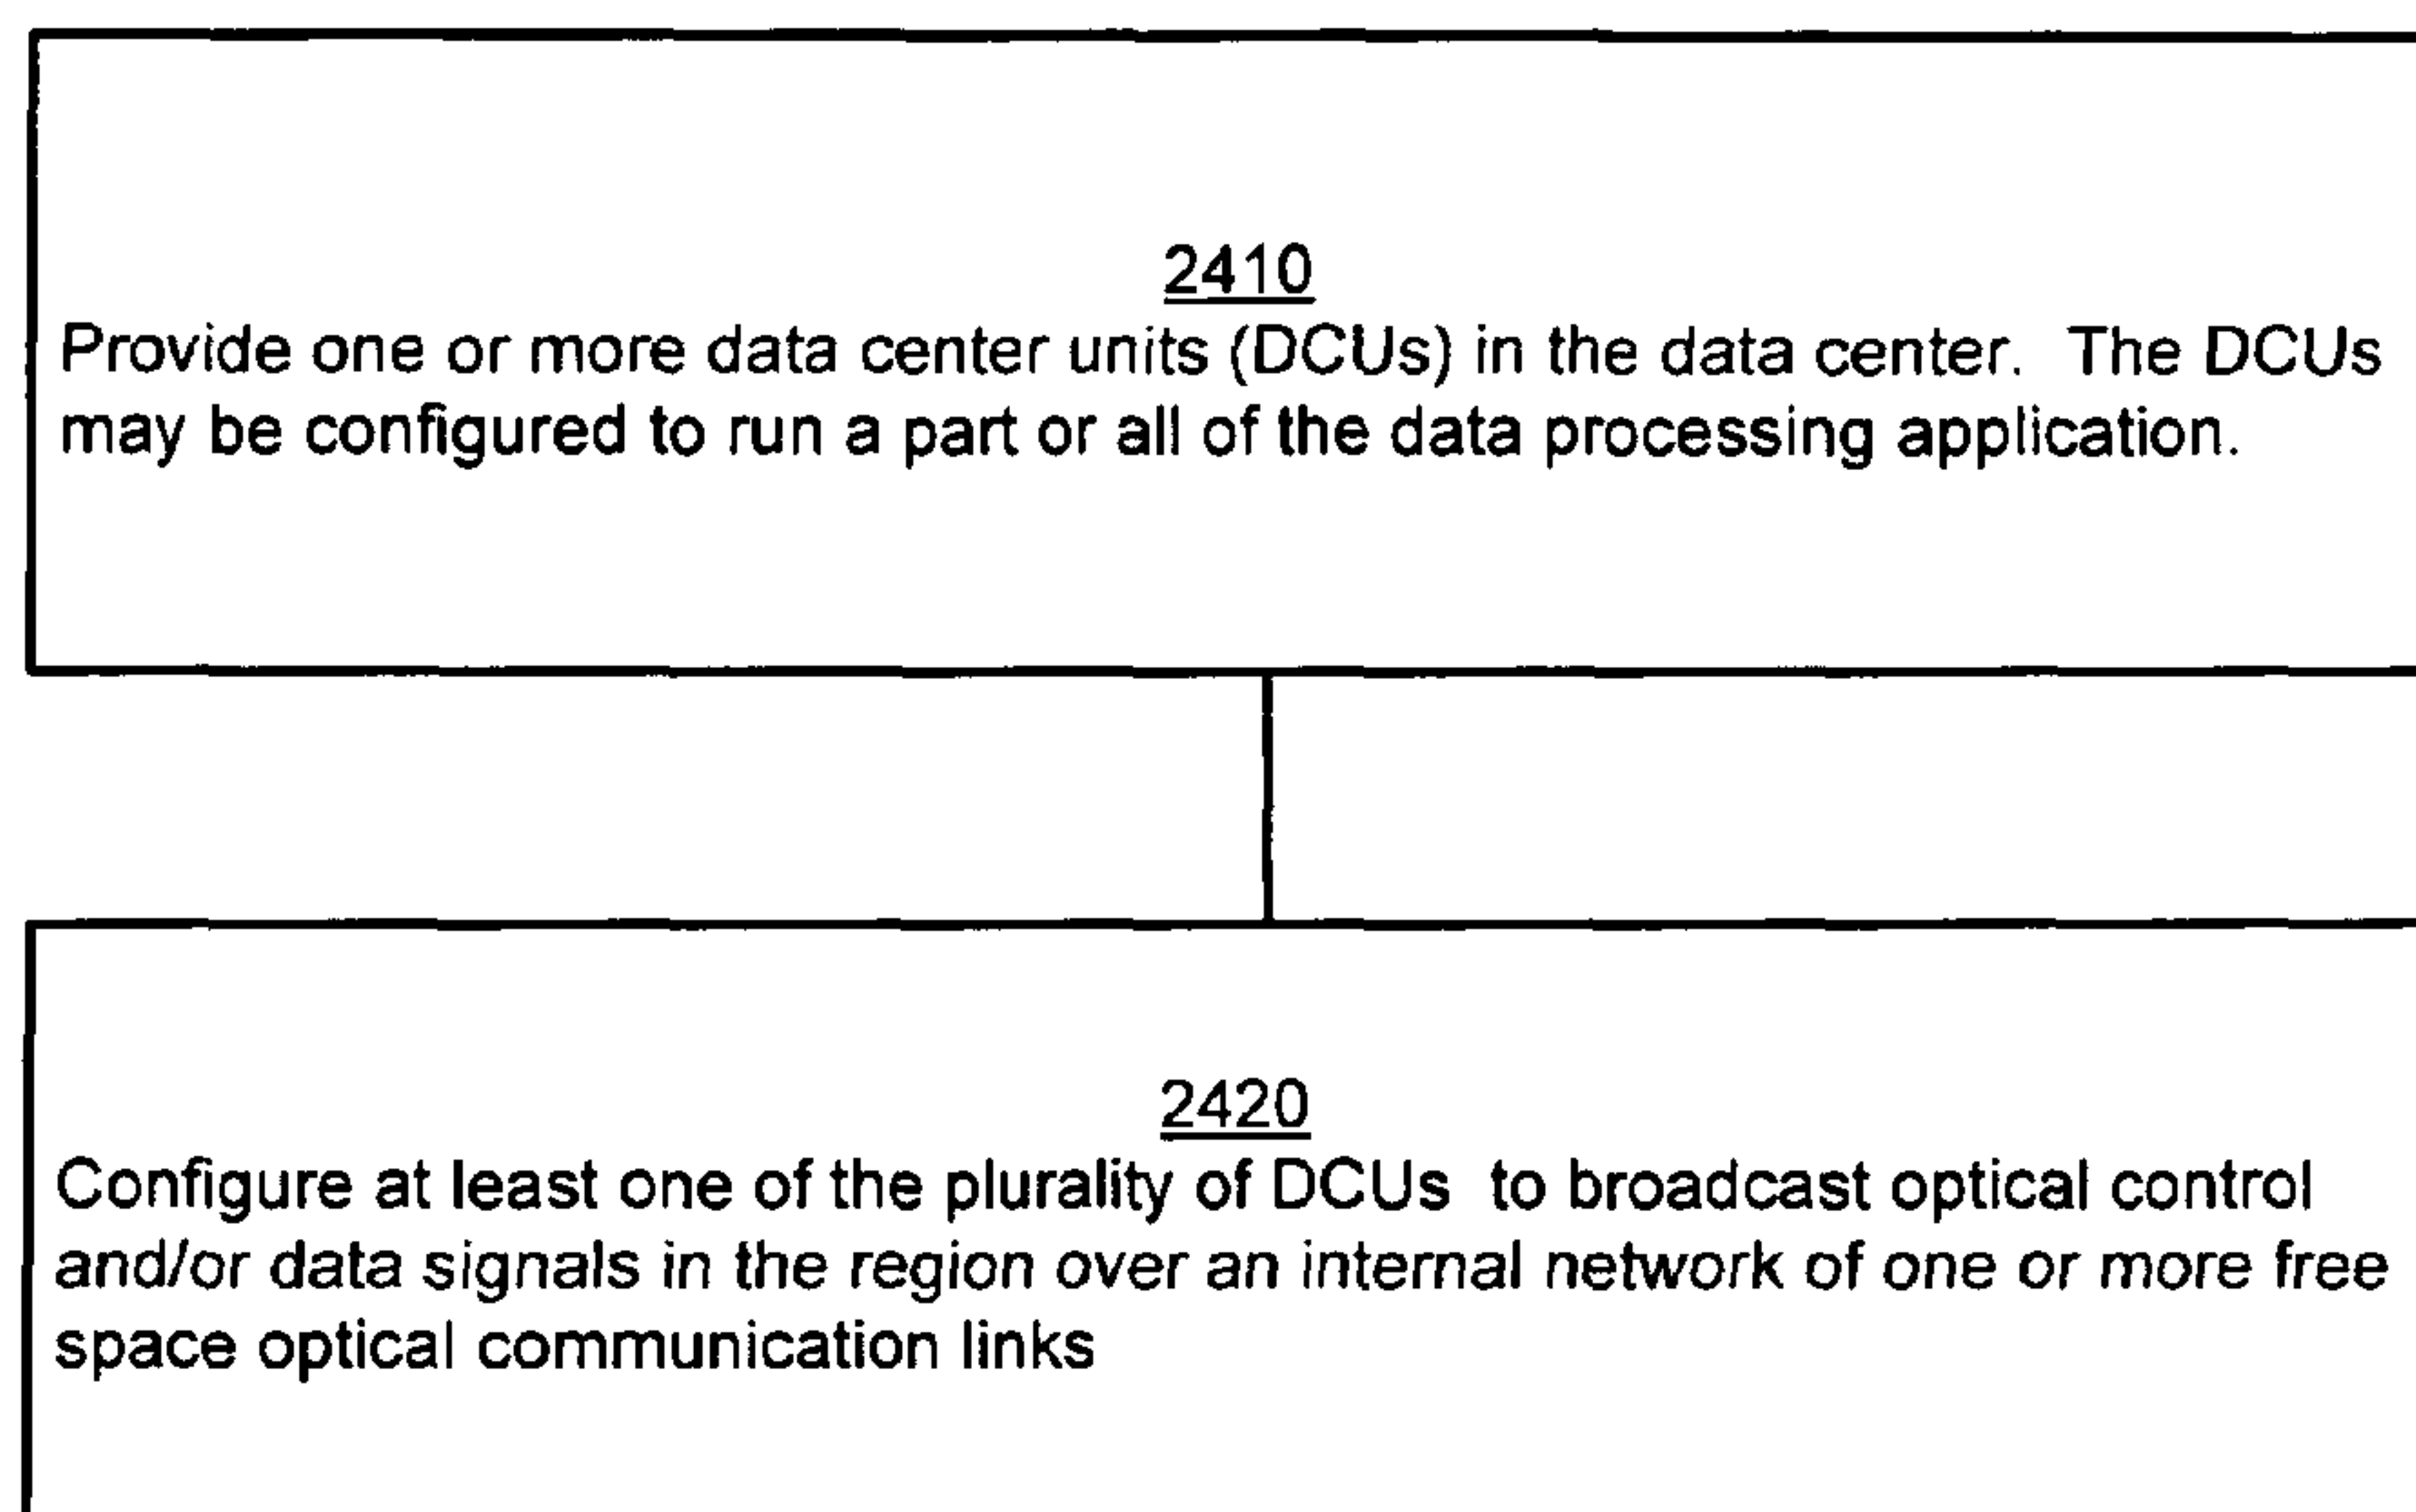 2410
Provide one or more data center units (DCUs) in the data center. The DCUs
may be configured to run a part or all of the data processing application.
2420
Configure at least one of the plurality of DCUs to broadcast optical control
and/or data signals in the region over an internal network of one or more free
space optical communication links